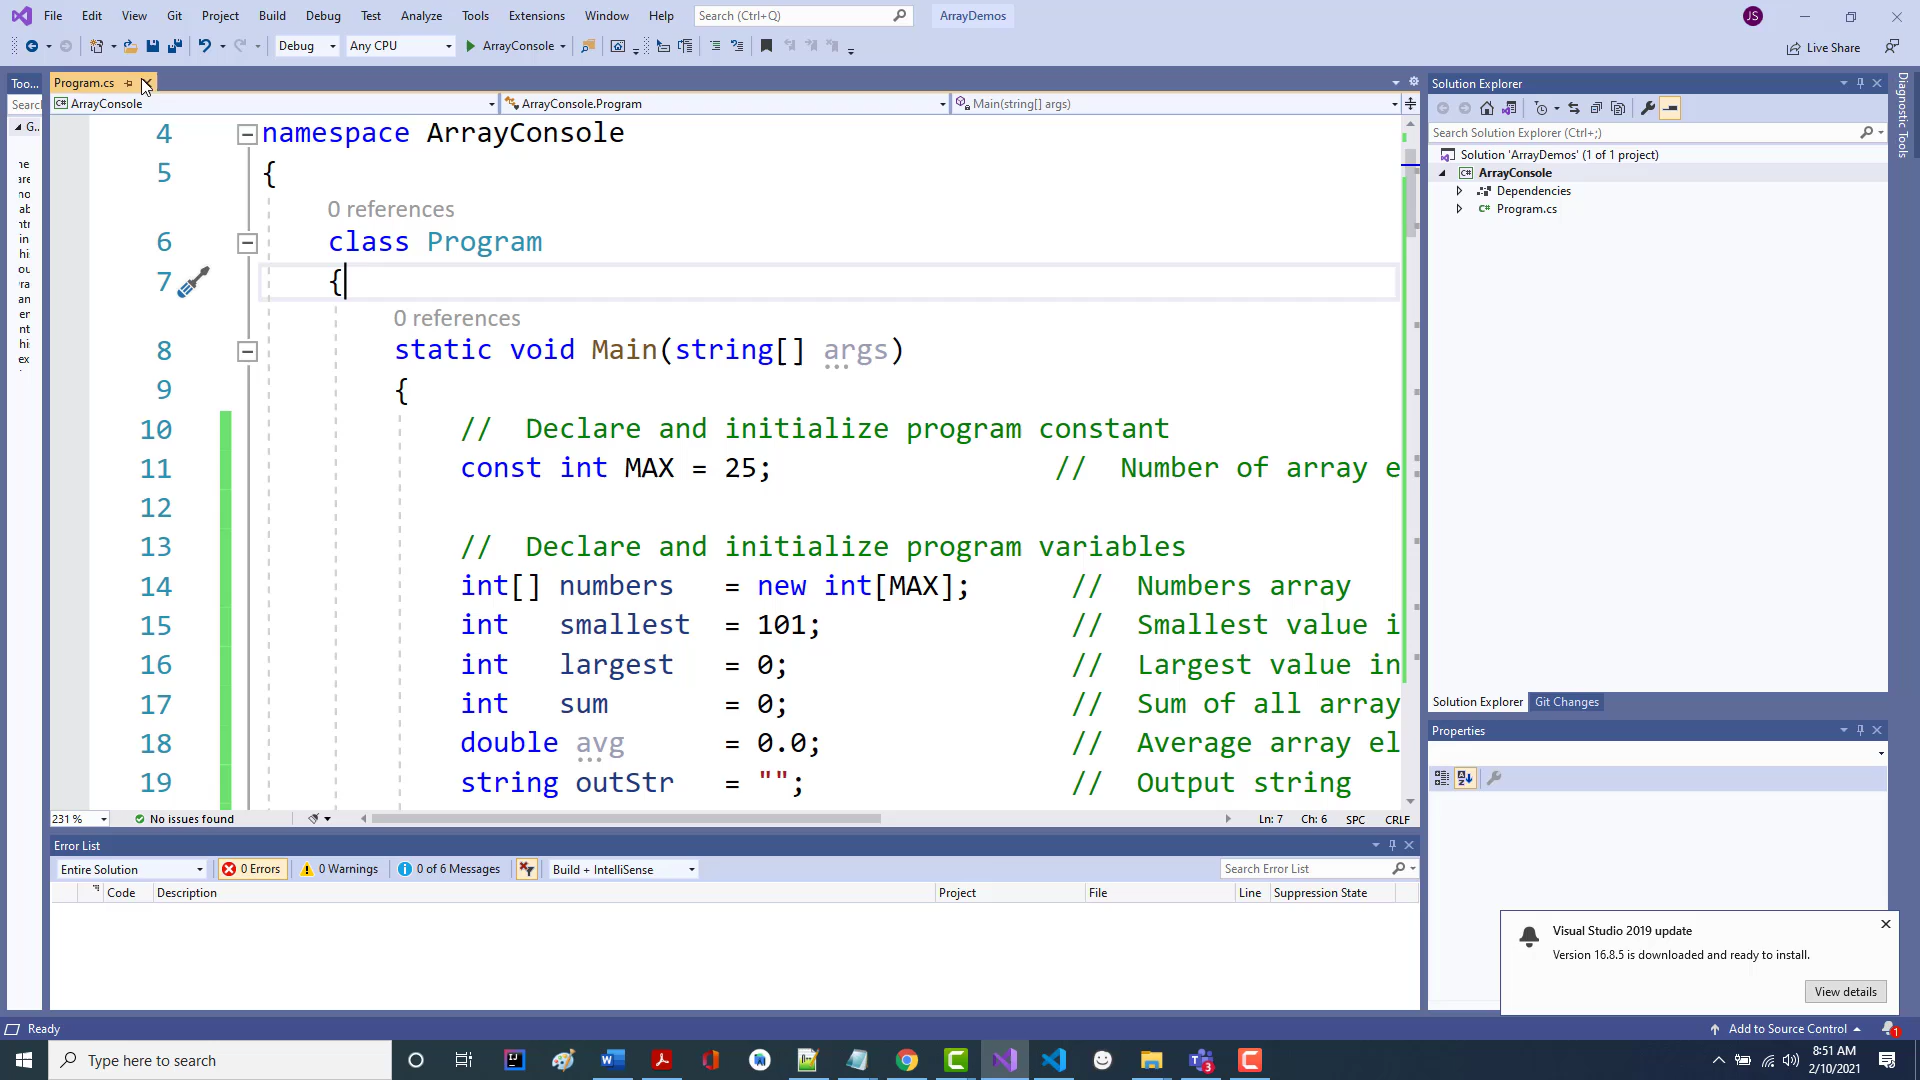 File Edit View Git Project Build Debug Test Analyze Tools Extensions Window Help Search (Ctrl+Q) ArrayDemos JS
Debug Any CPU ArrayConsole Live Share
Too... Program.cs
Search ArrayConsole ArrayConsole.Program Main(string[] args)
G..
4 namespace ArrayConsole
5 {
0 references
6 class Program
7 {
0 references
8 static void Main(string[] args)
9 {
10 // Declare and initialize program constant
11 const int MAX = 25; // Number of array e
12
13 // Declare and initialize program variables
14 int[] numbers = new int[MAX]; // Numbers array
15 int smallest = 101; // Smallest value i
16 int largest = 0; // Largest value in
17 int sum = 0; // Sum of all array
18 double avg = 0.0; // Average array el
19 string outStr = ""; // Output string
231 % No issues found Ln: 7 Ch: 6 SPC CRLF
Error List
Entire Solution 0 Errors 0 Warnings 0 of 6 Messages Build + IntelliSense Search Error List
Code Description Project File Line Suppression State
Solution Explorer
Search Solution Explorer (Ctrl+;)
Solution 'ArrayDemos' (1 of 1 project)
C# ArrayConsole
Dependencies
C# Program.cs
Solution Explorer Git Changes
Properties
Diagnostic Tools
Visual Studio 2019 update
Version 16.8.5 is downloaded and ready to install.
View details
Ready Add to Source Control 1
Type here to search
8:51 AM
2/10/2021